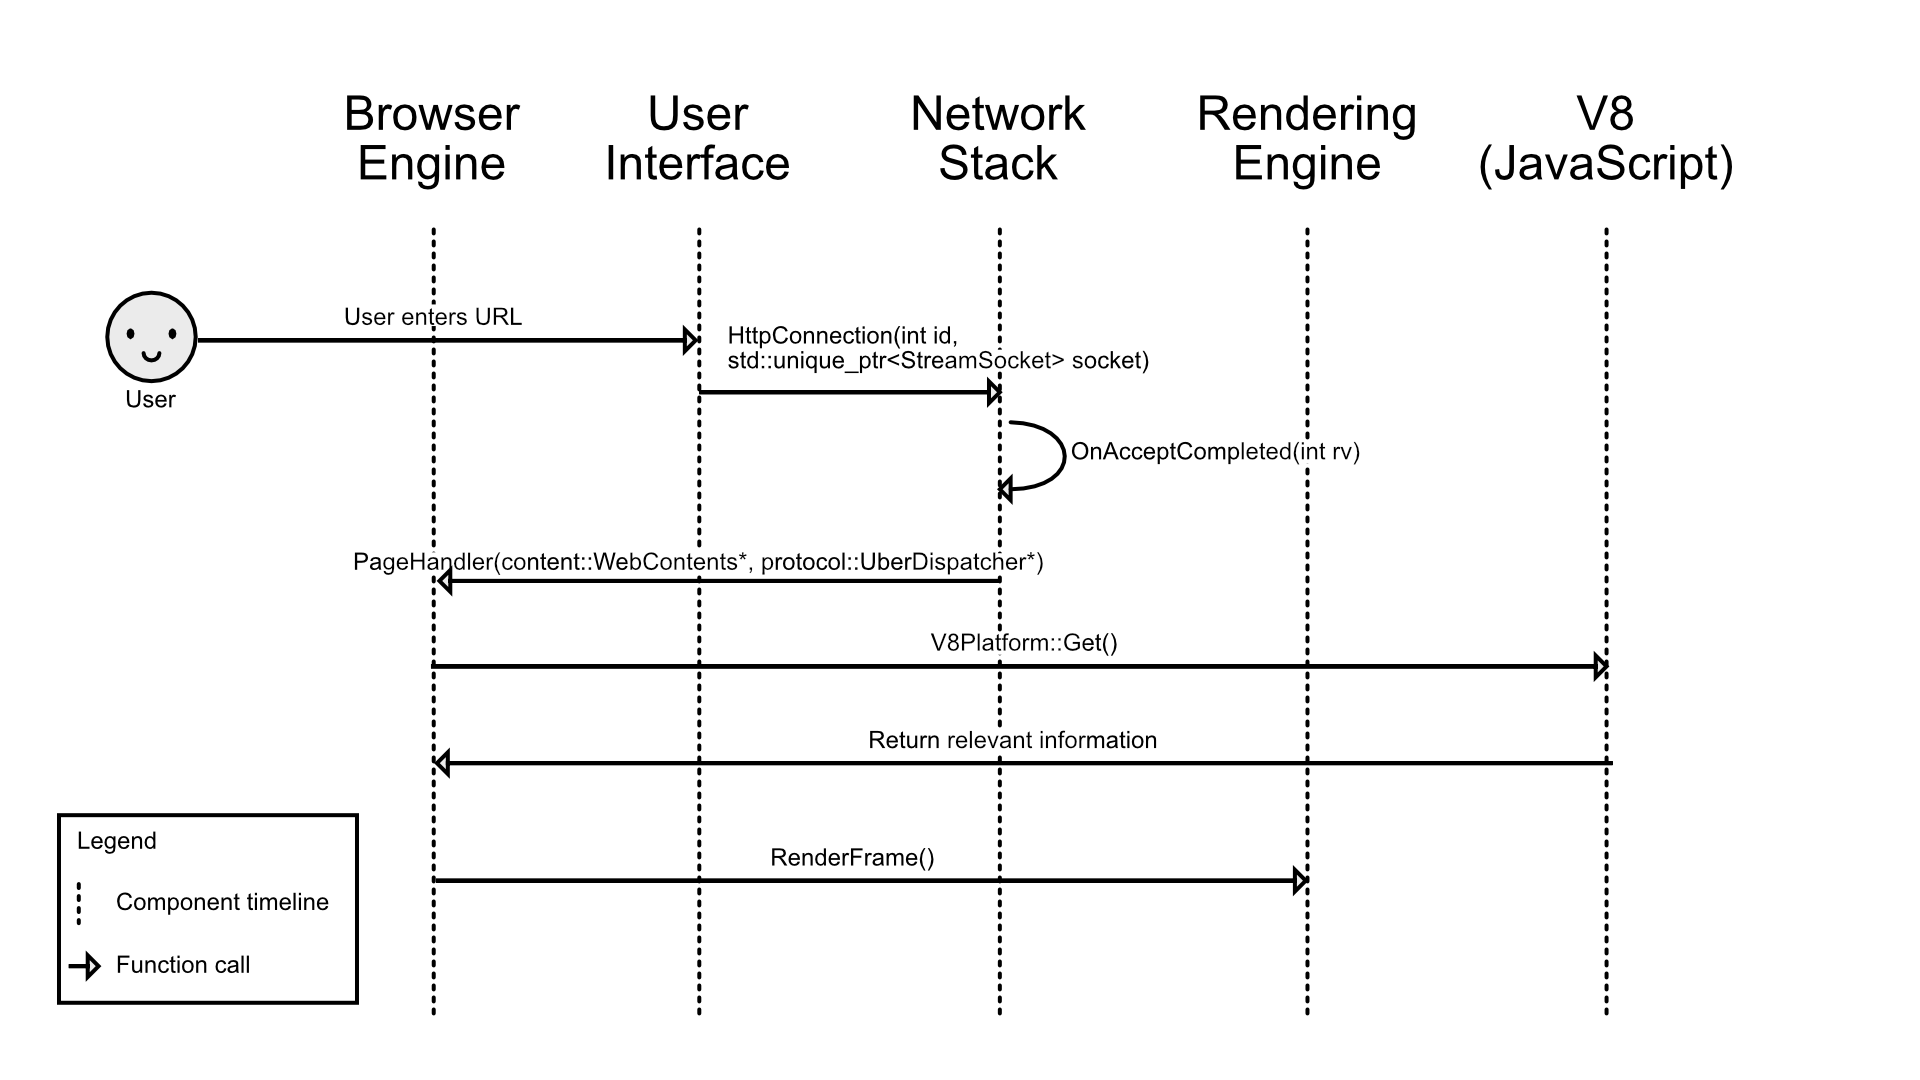 Browser
Engine
User
Interface
Network
Stack
Rendering
Engine
V8
(JavaScript)
User enters URL
HttpConnection(int id,
std::unique_ptr<StreamSocket> socket)
User
OnAcceptCompleted(int rv)
PageHandler(content::WebContents*, protocol::UberDispatcher*)
V8Platform::Get()
Return relevant information
RenderFrame()
Legend
Component timeline
Function call